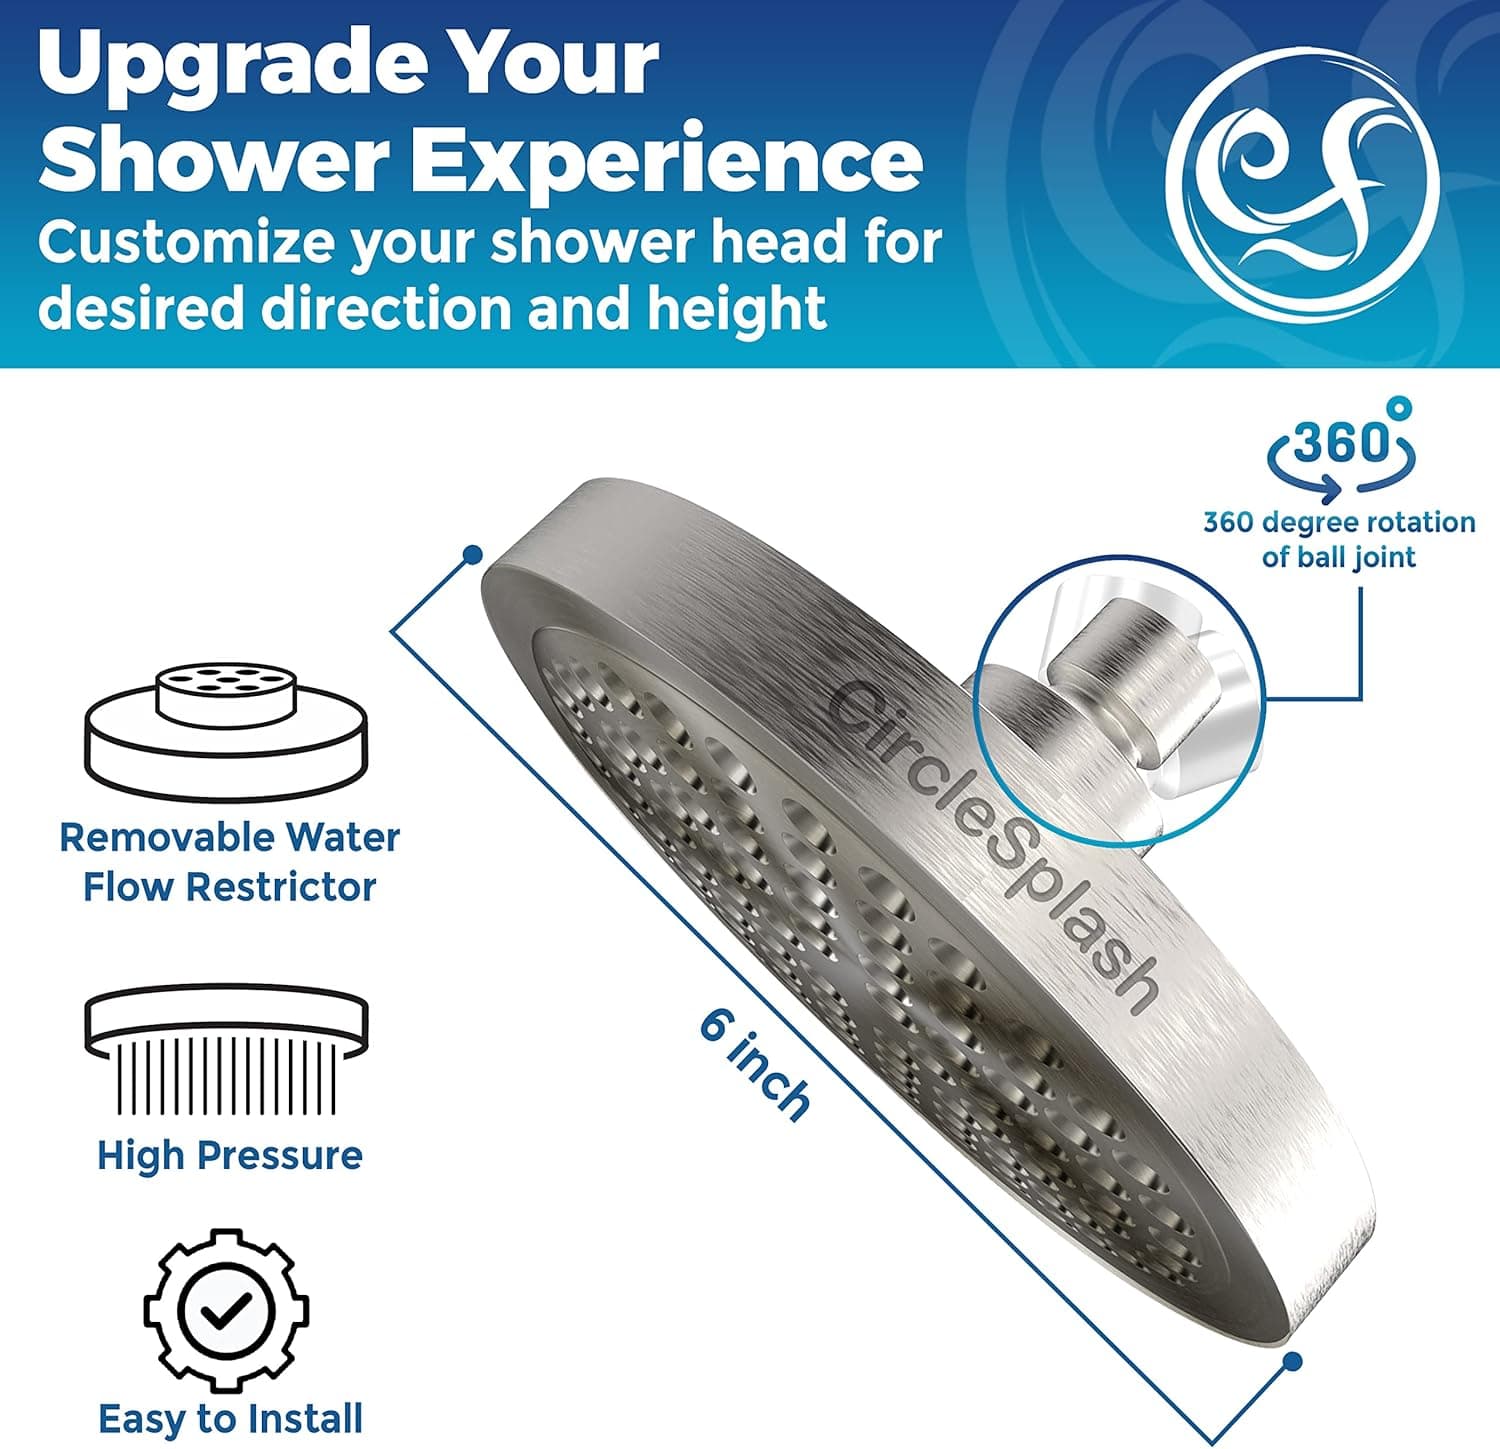 Upgrade Your
Shower Experience
Customize your shower head for
desired direction and height
360°
360 degree rotation
of ball joint
CircleSplash
6 inch
Removable Water
Flow Restrictor
High Pressure
Easy to Install